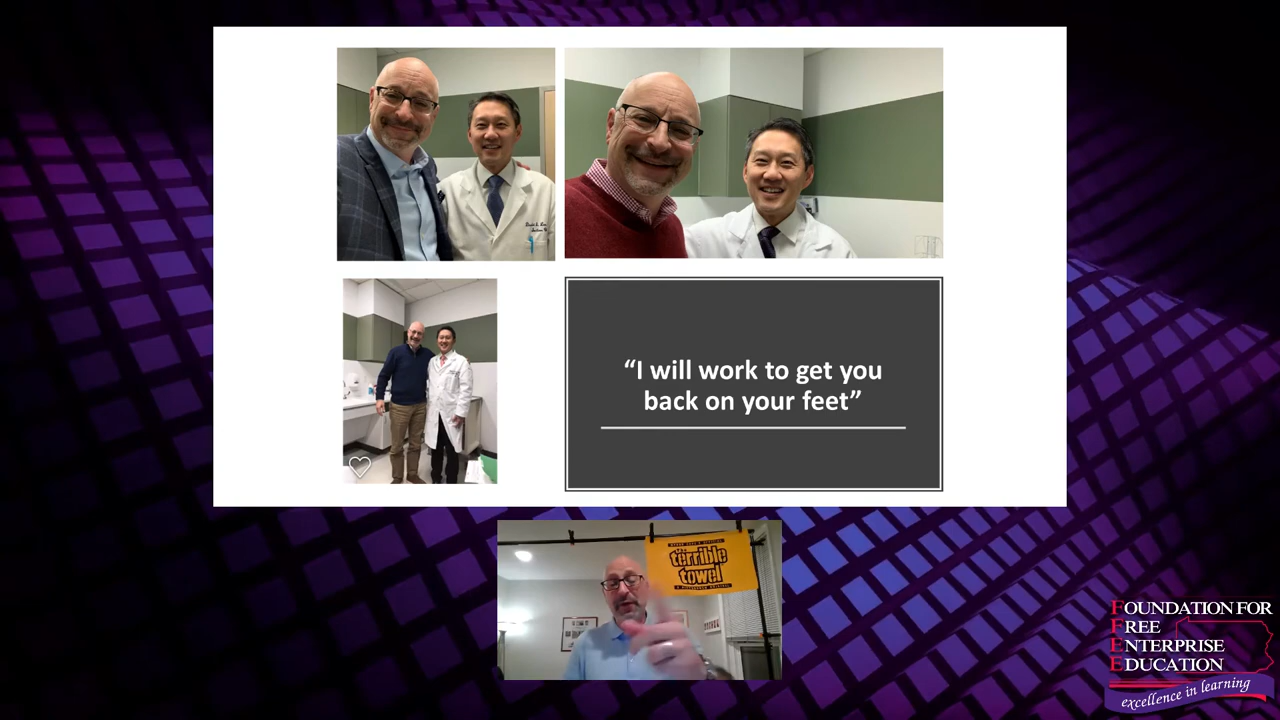 “I will work to get you
back on your feet”
the
terrible
towel
FOUNDATION FOR
FREE
ENTERPRISE
EDUCATION
excellence in learning